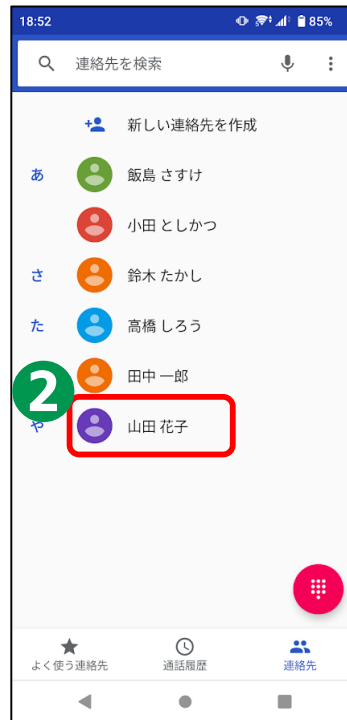 18:52 85%
連絡先を検索
新しい連絡先を作成
あ 飯島 さすけ
小田 としかつ
さ 鈴木 たかし
た 高橋 しろう
田中 一郎
2
や 山田 花子
よく使う連絡先 通話履歴 連絡先